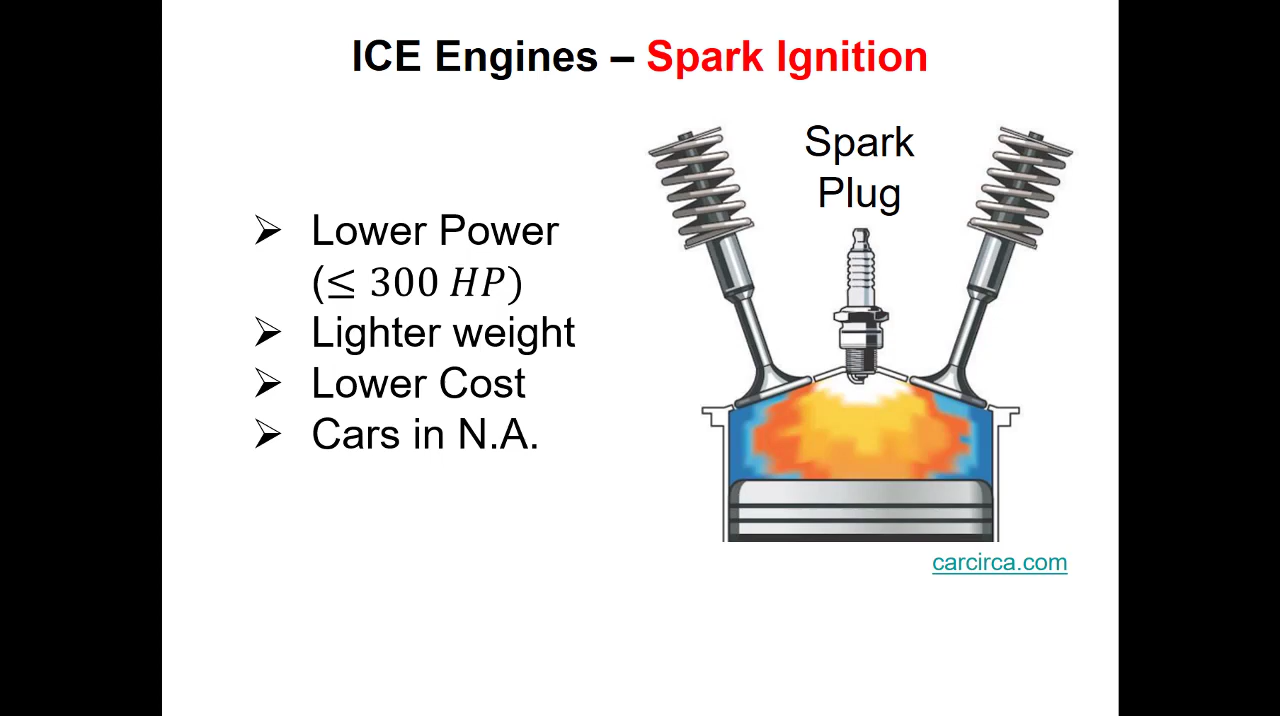 ICE Engines – Spark Ignition
➢ Lower Power
(≤ 300 HP)
➢ Lighter weight
➢ Lower Cost
➢ Cars in N.A.
Spark
Plug
carcirca.com